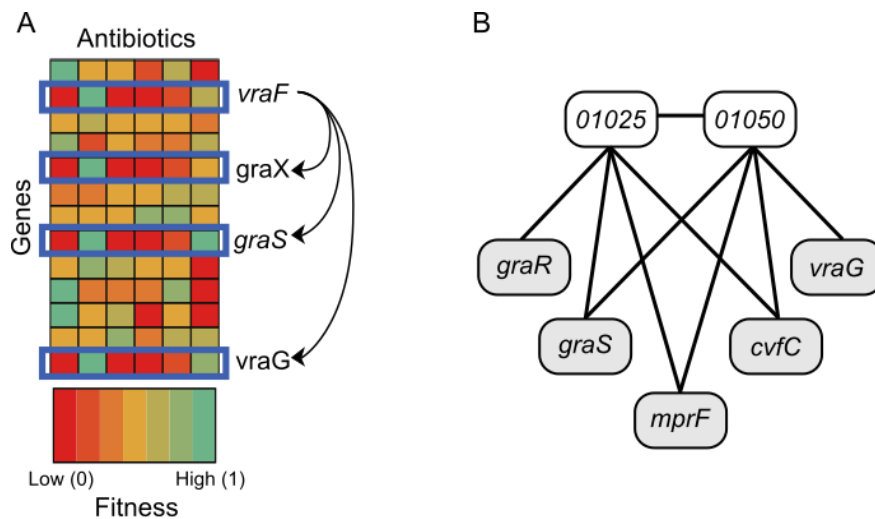 A
Antibiotics
Genes
vraF
graX
graS
vraG
Low (0)
High (1)
Fitness
B
01025
01050
graR
vraG
graS
cvfC
mprF